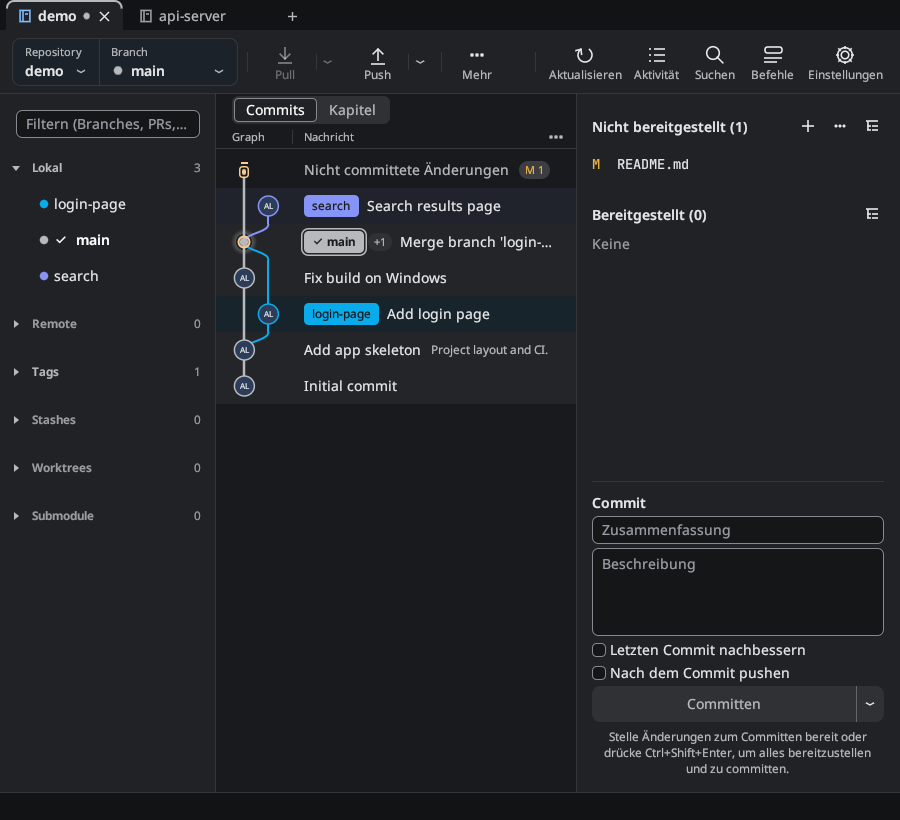 demo
api-server
Repository
demo
Branch
main
Pull
Push
Mehr
Aktualisieren
Aktivität
Suchen
Befehle
Einstellungen
Filtern (Branches, PRs,...
Lokal 3
login-page
main
search
Remote 0
Tags 1
Stashes 0
Worktrees 0
Submodule 0
Commits Kapitel
Graph Nachricht
Nicht committete Änderungen M 1
AL search Search results page
main +1 Merge branch 'login-...
AL Fix build on Windows
AL login-page Add login page
AL Add app skeleton Project layout and CI.
AL Initial commit
Nicht bereitgestellt (1)
M README.md
Bereitgestellt (0)
Keine
Commit
Zusammenfassung
Beschreibung
Letzten Commit nachbessern
Nach dem Commit pushen
Committen
Stelle Änderungen zum Committen bereit oder
drücke Ctrl+Shift+Enter, um alles bereitzustellen
und zu committen.